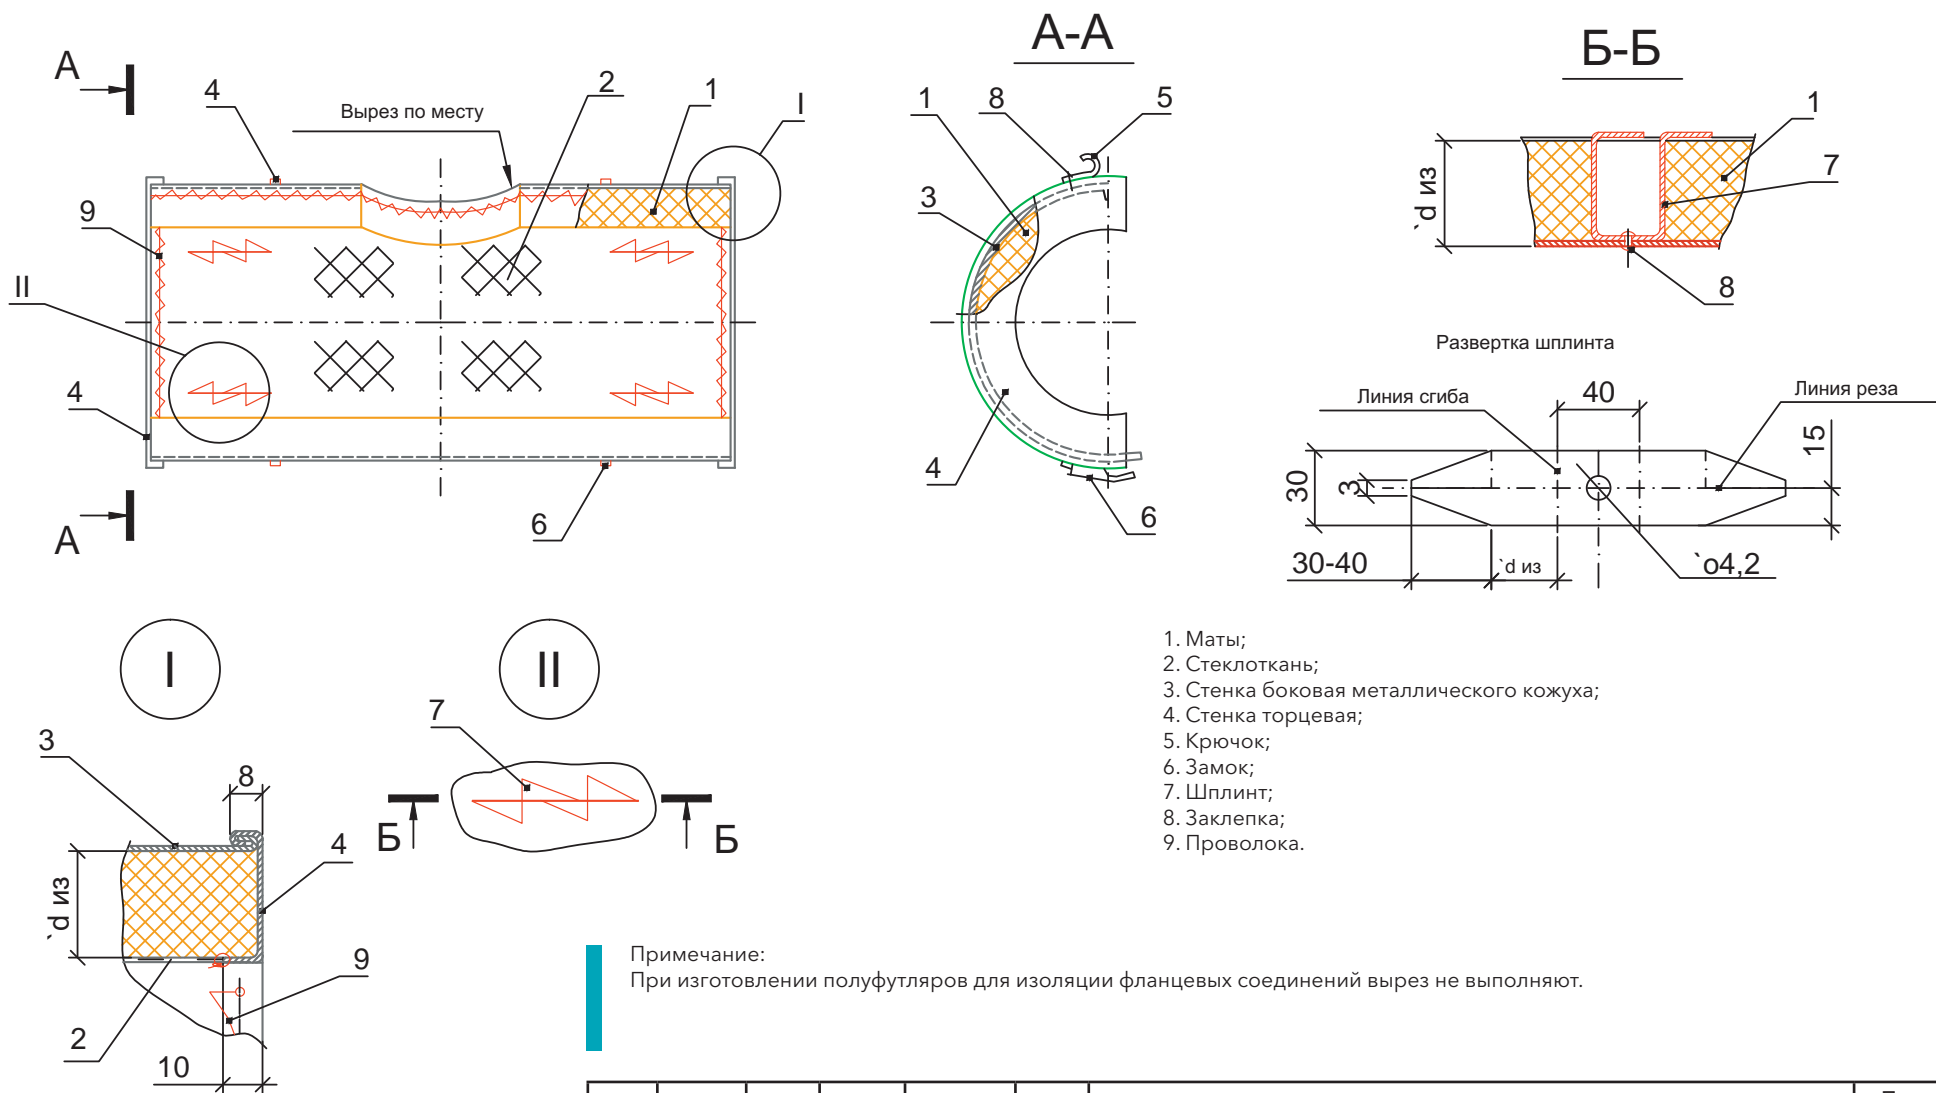 А
4
Вырез по месту
2
1
I
9
II
4
А
6
А-А
1
8
5
3
4
6
Б-Б
1
`d из
7
8
Развертка шплинта
Линия сгиба
40
Линия реза
15
30
3
30-40
`d из
`o4,2
I
II
3
8
4
`d из
9
2
10
7
Б
Б
1. Маты;
2. Стеклоткань;
3. Стенка боковая металлического кожуха;
4. Стенка торцевая;
5. Крючок;
6. Замок;
7. Шплинт;
8. Заклепка;
9. Проволока.
Примечание:
При изготовлении полуфутляров для изоляции фланцевых соединений вырез не выполняют.